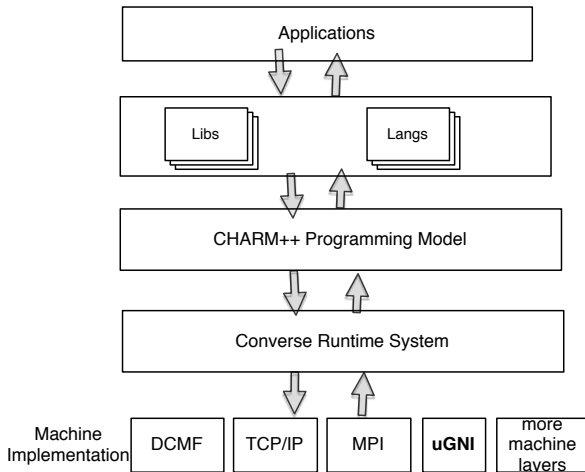 Applications
Libs
Langs
CHARM++ Programming Model
Converse Runtime System
Machine
Implementation
DCMF
TCP/IP
MPI
uGNI
more
machine
layers